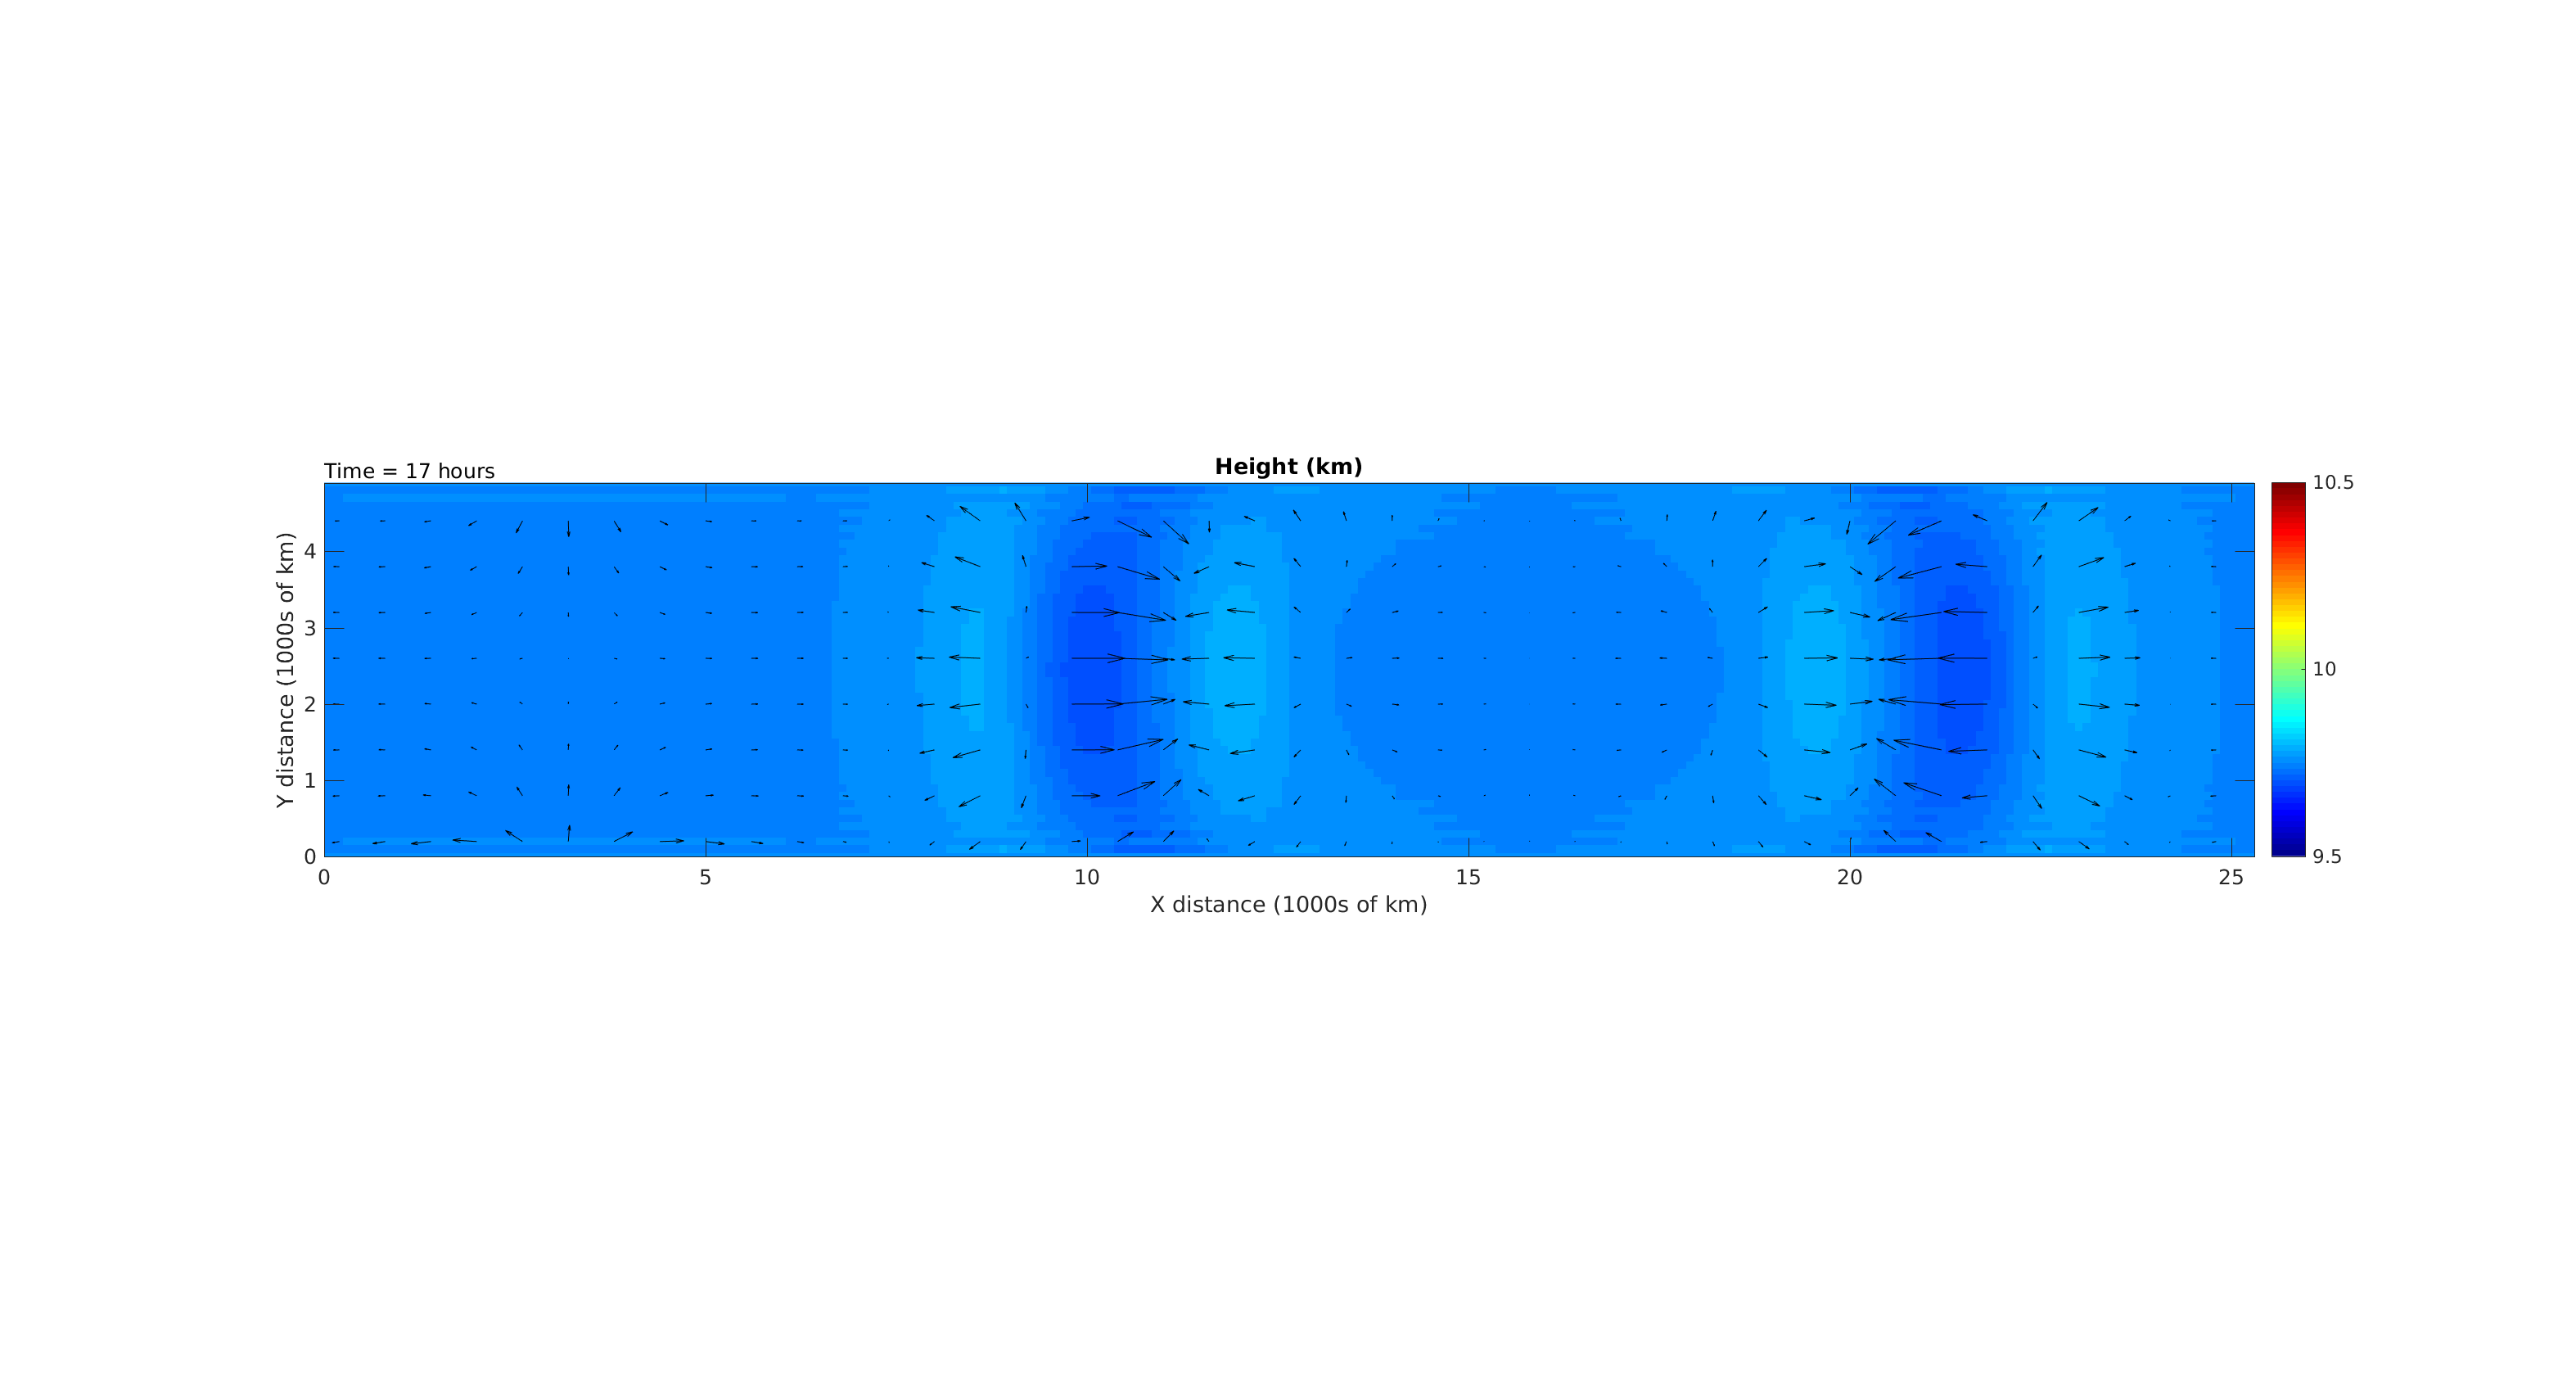 Time = 17 hours
Height (km)
10.5
10
9.5
Y distance (1000s of km)
4
3
2
1
0
0 5 10 15 20 25
X distance (1000s of km)